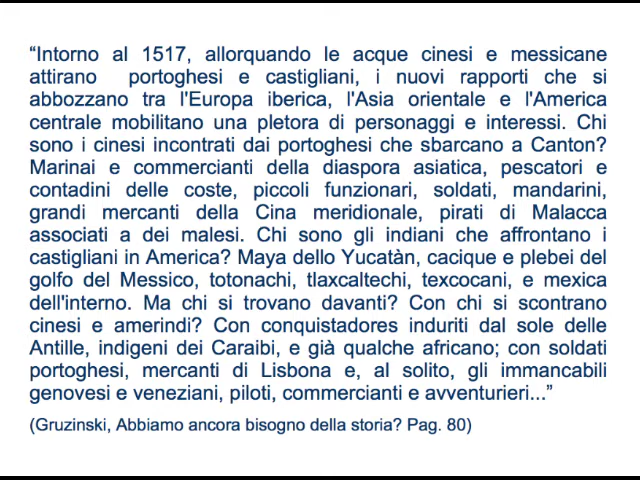 “Intorno al 1517, allorquando le acque cinesi e messicane
attirano portoghesi e castigliani, i nuovi rapporti che si
abbozzano tra l'Europa iberica, l'Asia orientale e l'America
centrale mobilitano una pletora di personaggi e interessi. Chi
sono i cinesi incontrati dai portoghesi che sbarcano a Canton?
Marinai e commercianti della diaspora asiatica, pescatori e
contadini delle coste, piccoli funzionari, soldati, mandarini,
grandi mercanti della Cina meridionale, pirati di Malacca
associati a dei malesi. Chi sono gli indiani che affrontano i
castigliani in America? Maya dello Yucatàn, cacique e plebei del
golfo del Messico, totonachi, tlaxcaltechi, texcocani, e mexica
dell'interno. Ma chi si trovano davanti? Con chi si scontrano
cinesi e amerindi? Con conquistadores induriti dal sole delle
Antille, indigeni dei Caraibi, e già qualche africano; con soldati
portoghesi, mercanti di Lisbona e, al solito, gli immancabili
genovesi e veneziani, piloti, commercianti e avventurieri...”
(Gruzinski, Abbiamo ancora bisogno della storia? Pag. 80)